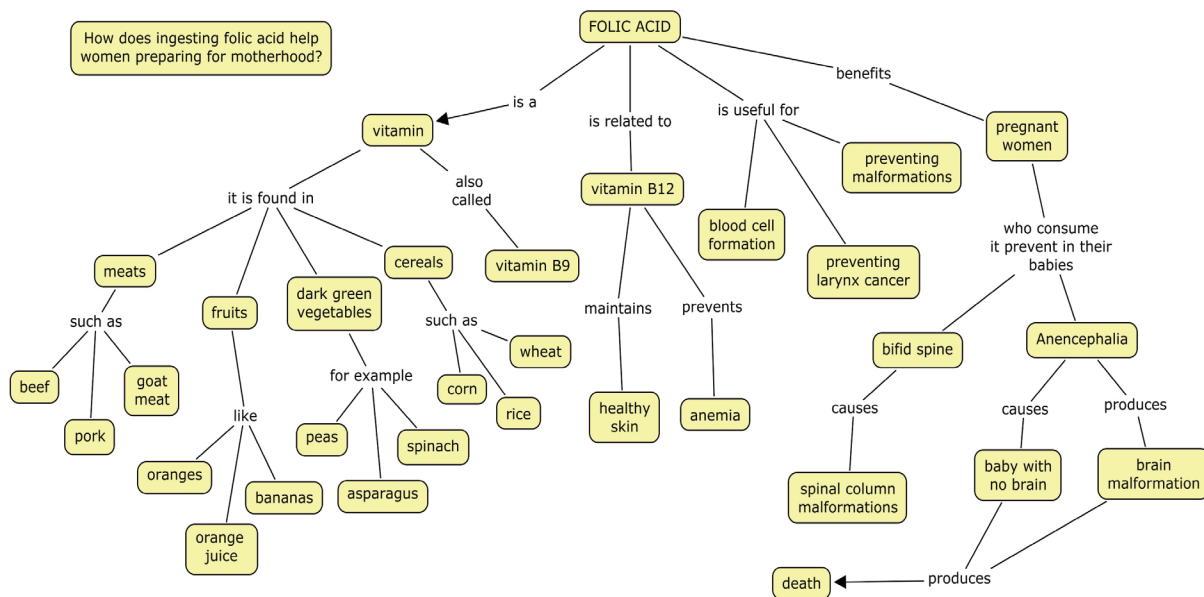 How does ingesting folic acid help
women preparing for motherhood?
FOLIC ACID
is a
vitamin
it is found in
meats
such as
beef
pork
goat
meat
fruits
like
oranges
orange
juice
bananas
dark green
vegetables
for example
peas
asparagus
spinach
cereals
such as
corn
rice
wheat
also
called
vitamin B9
is related to
vitamin B12
maintains
healthy
skin
prevents
anemia
is useful for
blood cell
formation
preventing
larynx cancer
preventing
malformations
benefits
pregnant
women
who consume
it prevent in their
babies
bifid spine
causes
spinal column
malformations
Anencephalia
causes
baby with
no brain
produces
brain
malformation
produces
death